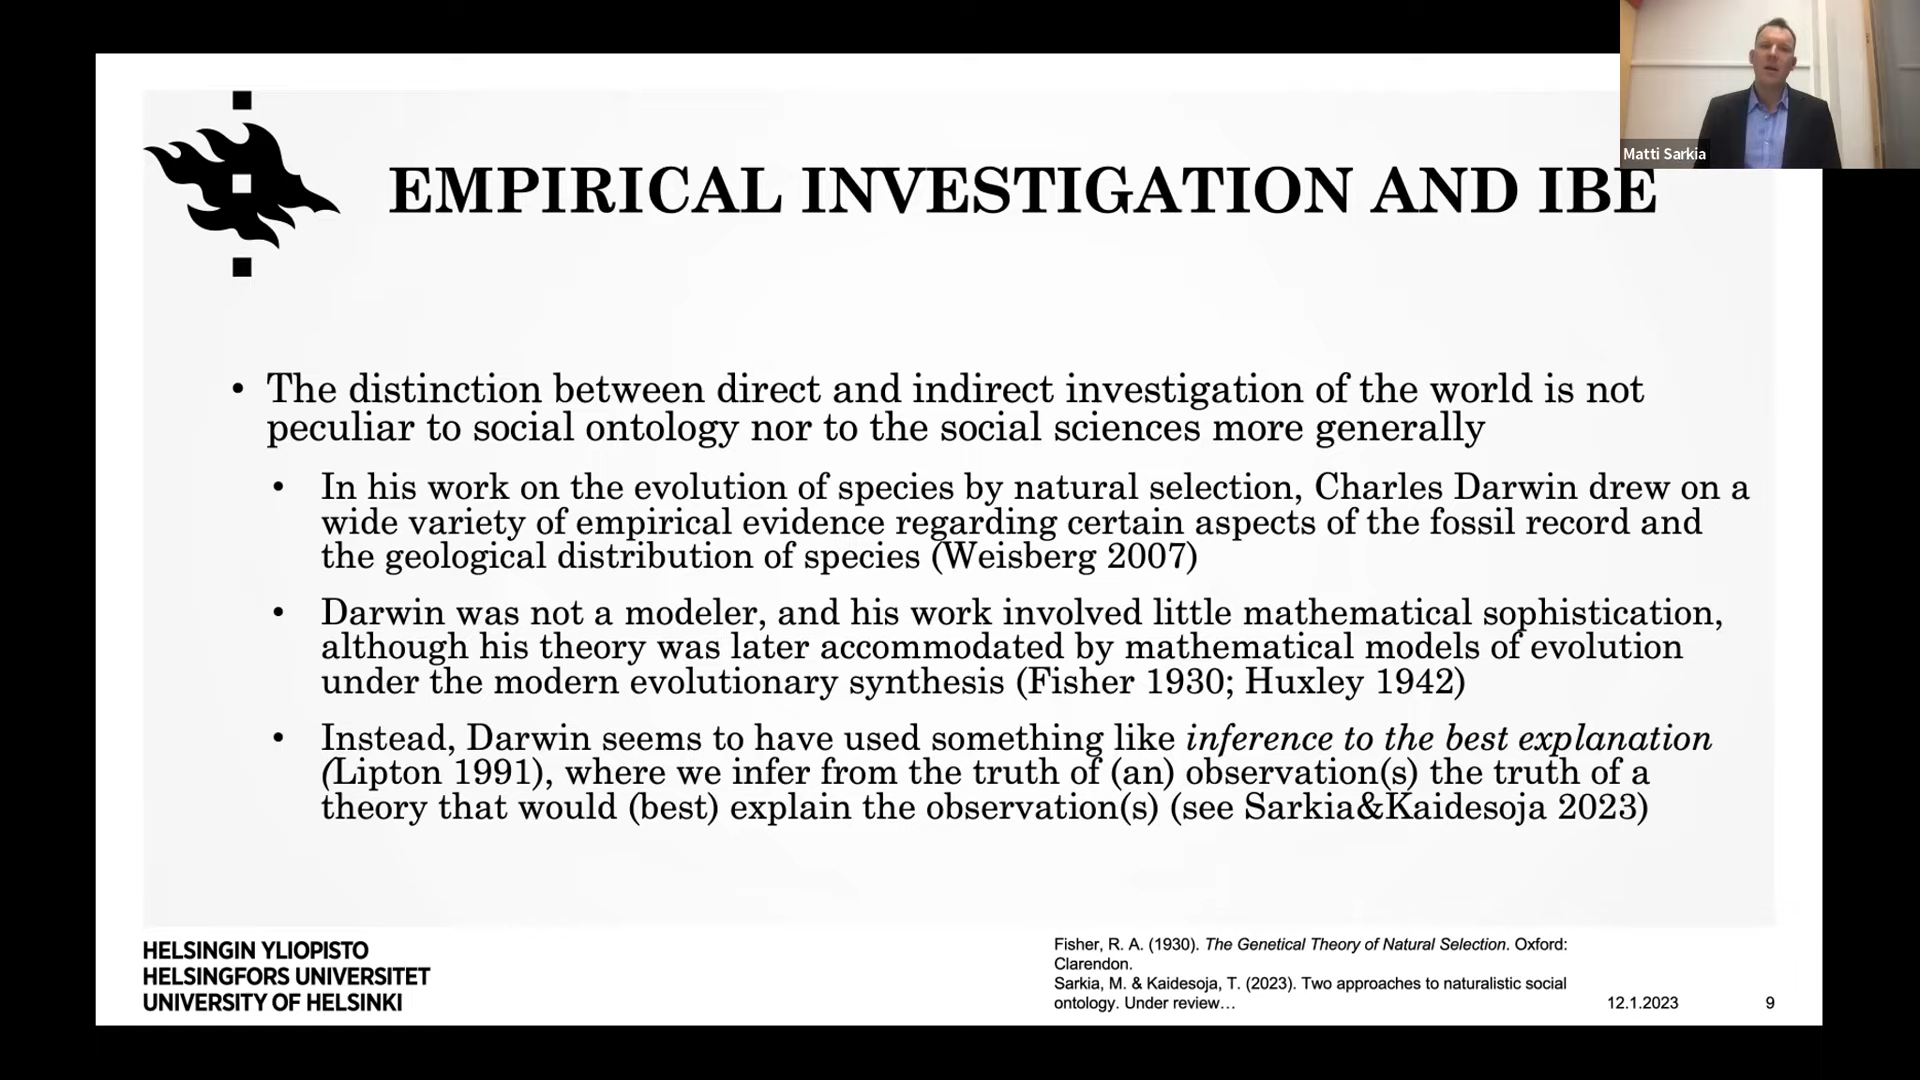 Matti Sarkia
EMPIRICAL INVESTIGATION AND IBE
• The distinction between direct and indirect investigation of the world is not
peculiar to social ontology nor to the social sciences more generally
• In his work on the evolution of species by natural selection, Charles Darwin drew on a
wide variety of empirical evidence regarding certain aspects of the fossil record and
the geological distribution of species (Weisberg 2007)
• Darwin was not a modeler, and his work involved little mathematical sophistication,
although his theory was later accommodated by mathematical models of evolution
under the modern evolutionary synthesis (Fisher 1930; Huxley 1942)
• Instead, Darwin seems to have used something like inference to the best explanation
(Lipton 1991), where we infer from the truth of (an) observation(s) the truth of a
theory that would (best) explain the observation(s) (see Sarkia&Kaidesoja 2023)
HELSINGIN YLIOPISTO
HELSINGFORS UNIVERSITET
UNIVERSITY OF HELSINKI
Fisher, R. A. (1930). The Genetical Theory of Natural Selection. Oxford:
Clarendon.
Sarkia, M. & Kaidesoja, T. (2023). Two approaches to naturalistic social
ontology. Under review…
12.1.2023
9